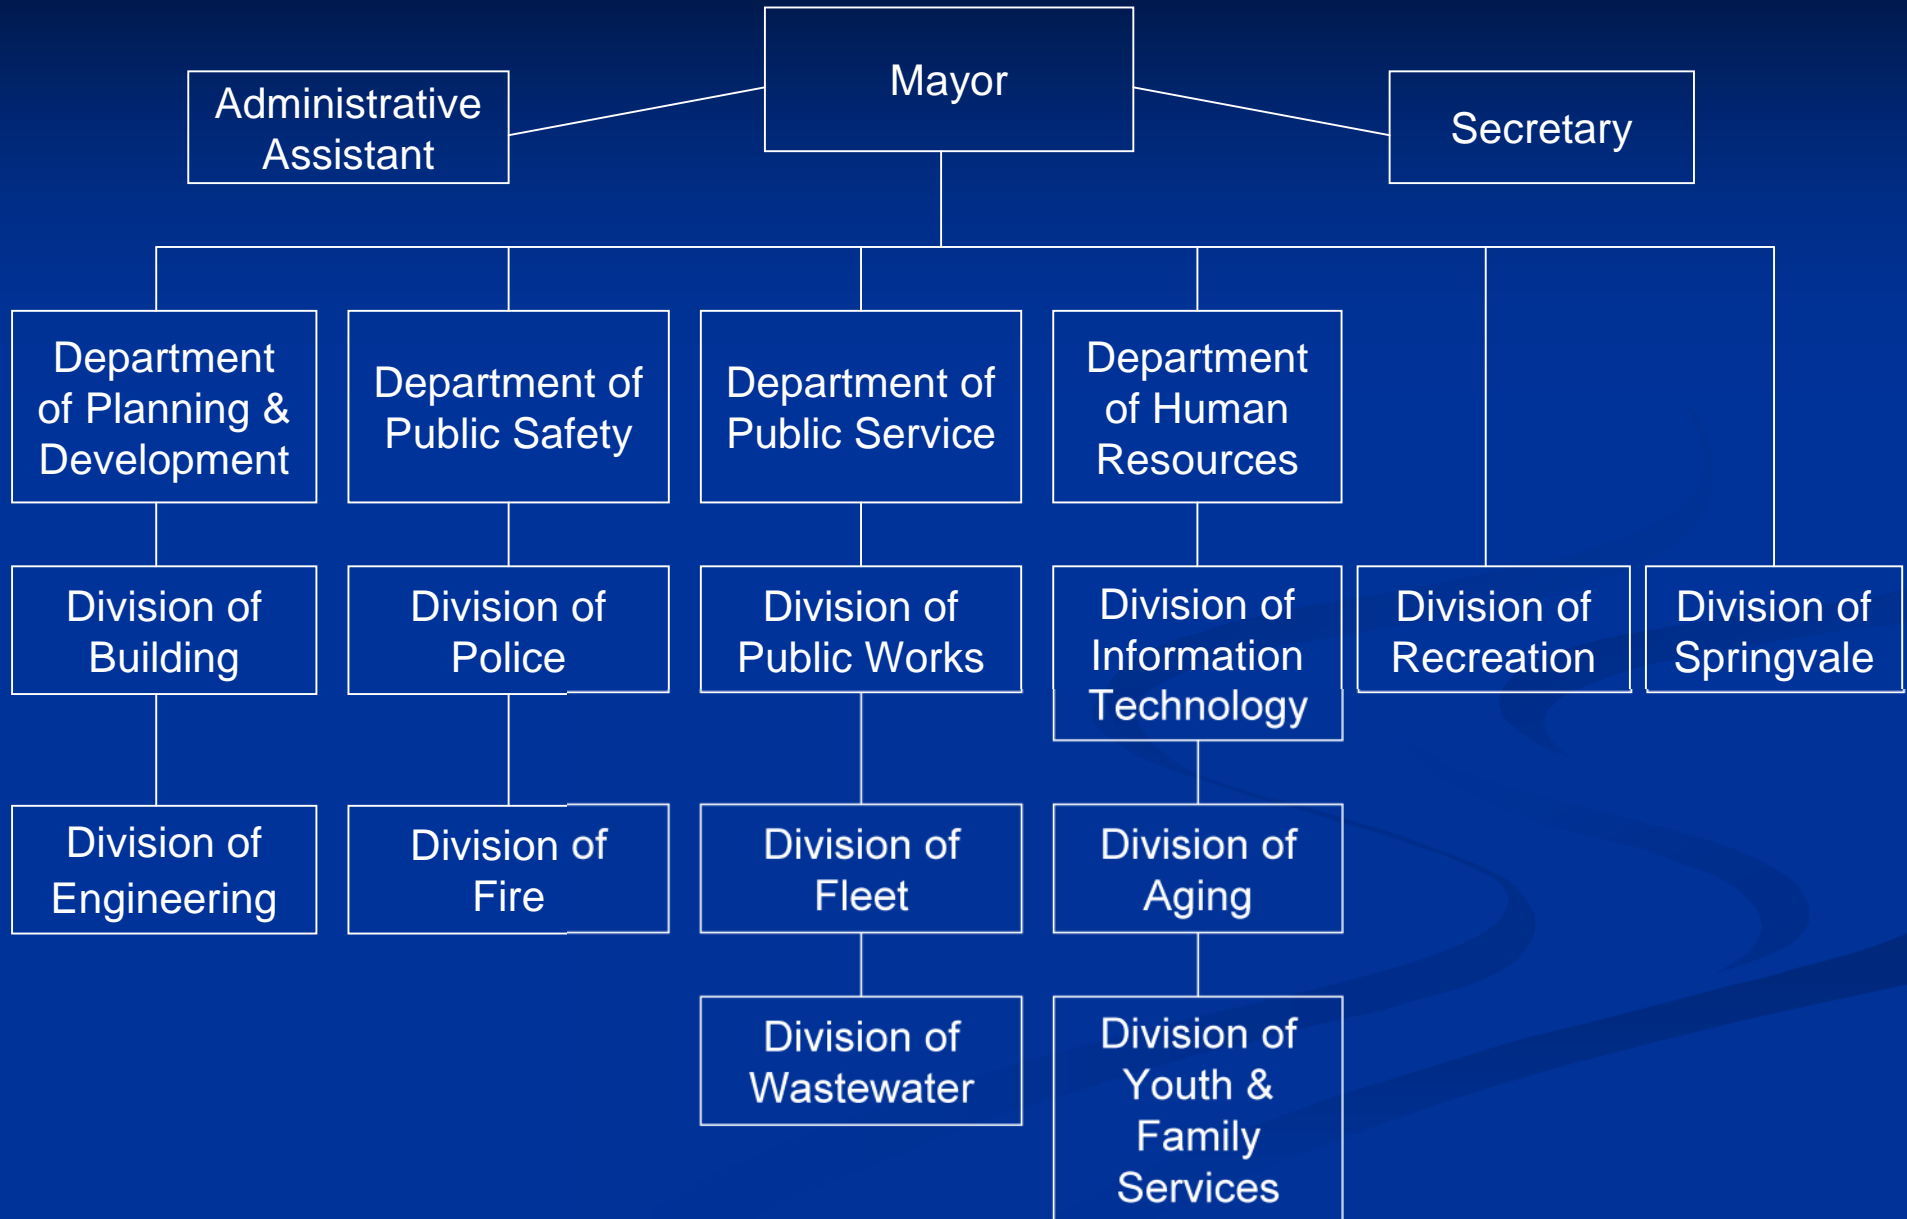 Mayor
Administrative
Assistant
Secretary
Department
of Planning &
Development
Department of
Public Safety
Department of
Public Service
Department
of Human
Resources
Division of
Building
Division of
Police
Division of
Public Works
Division of
Information
Technology
Division of
Recreation
Division of
Springvale
Division of
Engineering
Division of
Fire
Division of
Fleet
Division of
Aging
Division of
Wastewater
Division of
Youth &
Family
Services